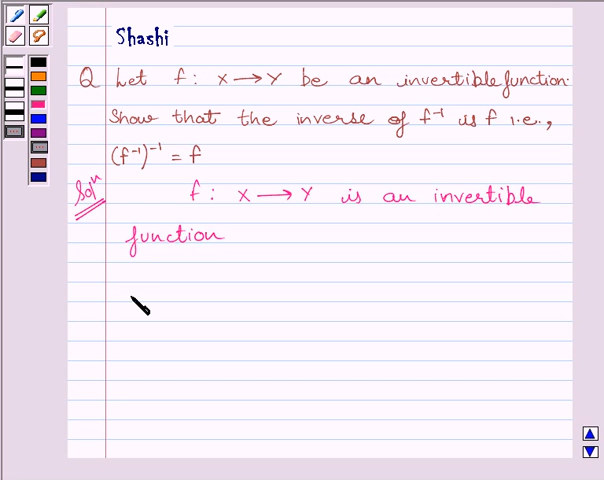 Shashi
Q Let f : X → Y be an invertible function.
Show that the inverse of f⁻¹ is f i.e.,
(f⁻¹)⁻¹ = f
Solⁿ f : X → Y is an invertible
function